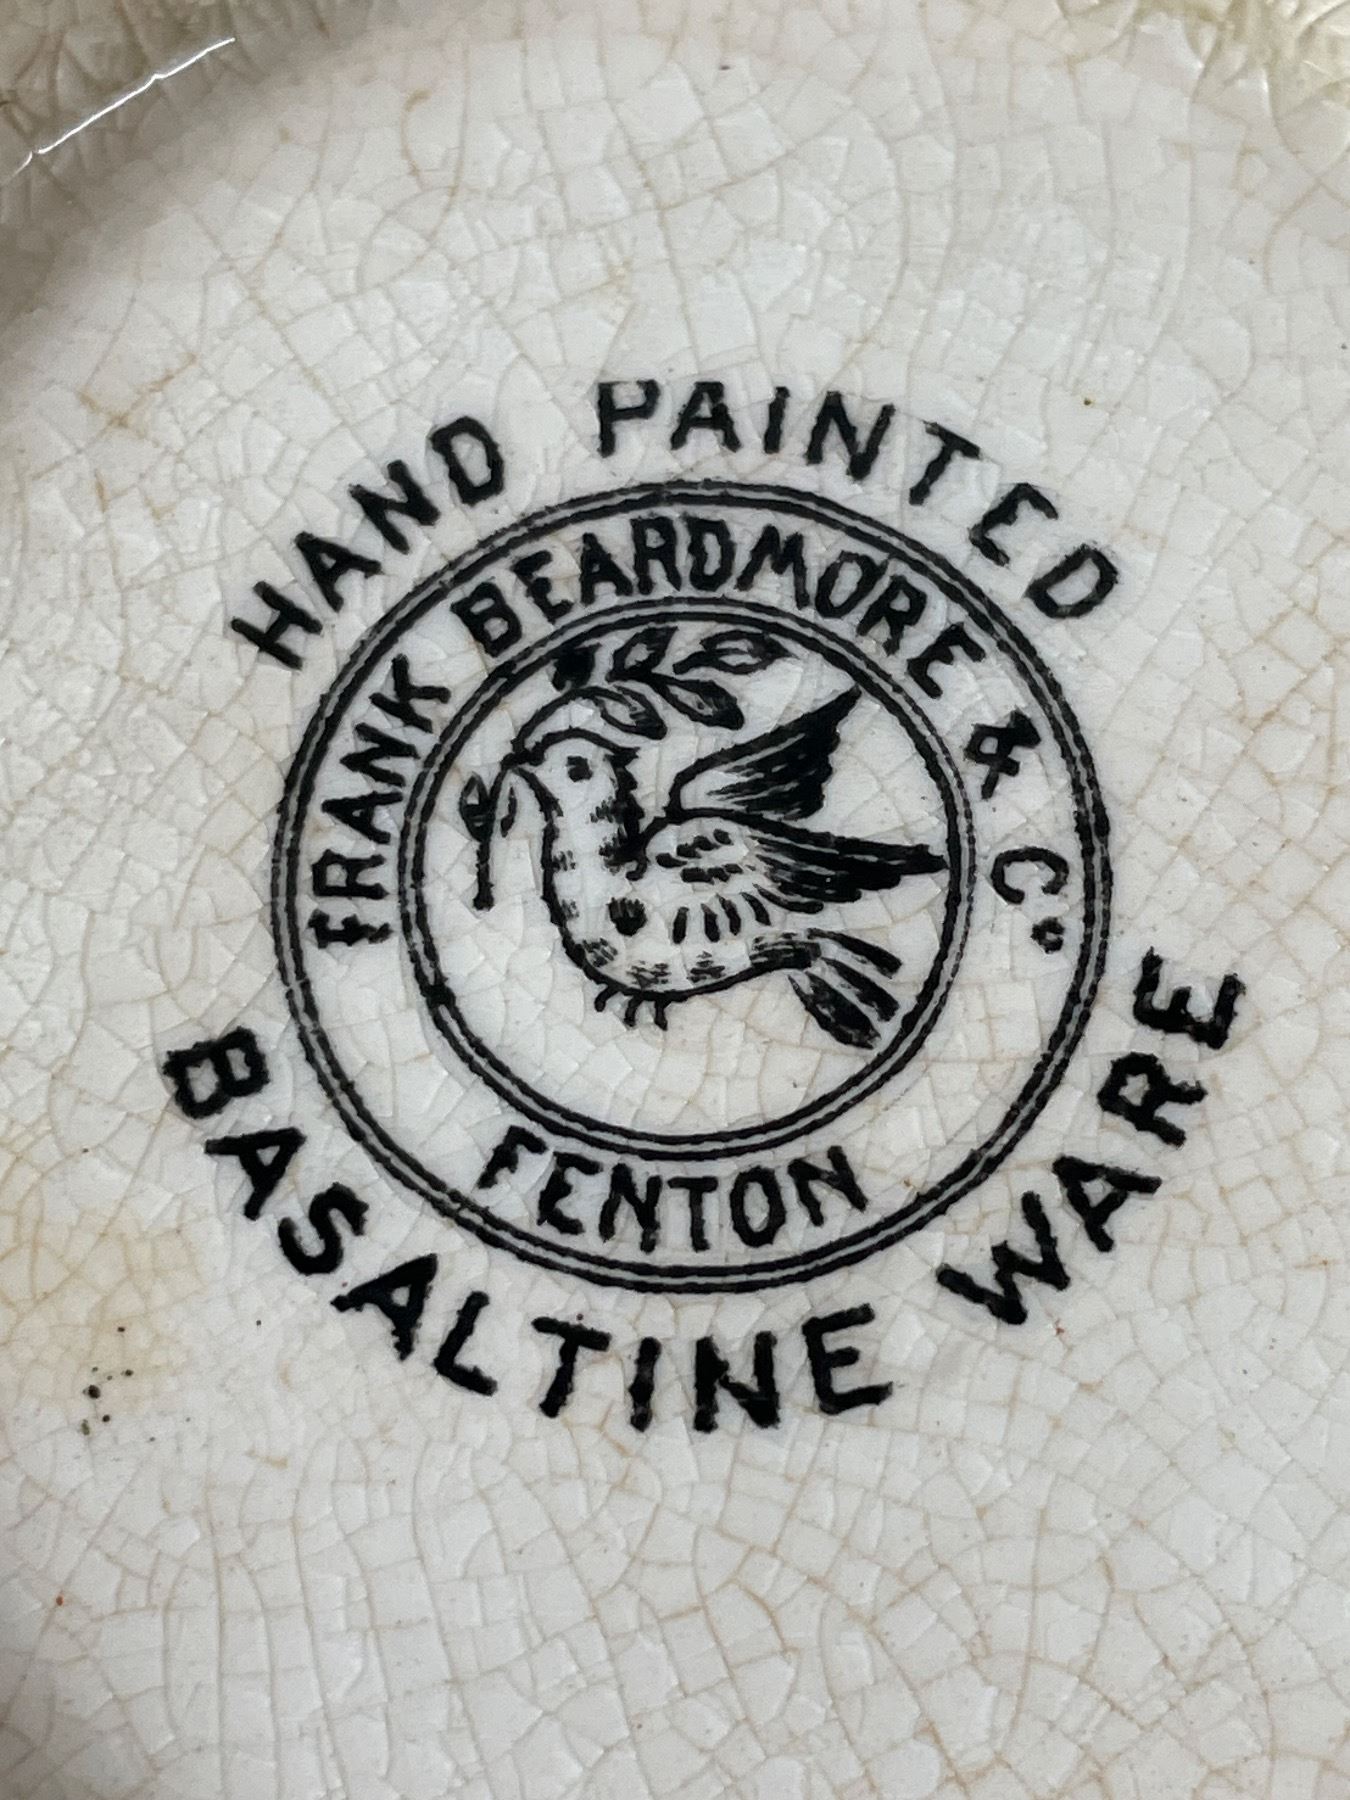 HAND PAINTED
FRANK BEARDMORE & Co
FENTON
BASALTINE WARE